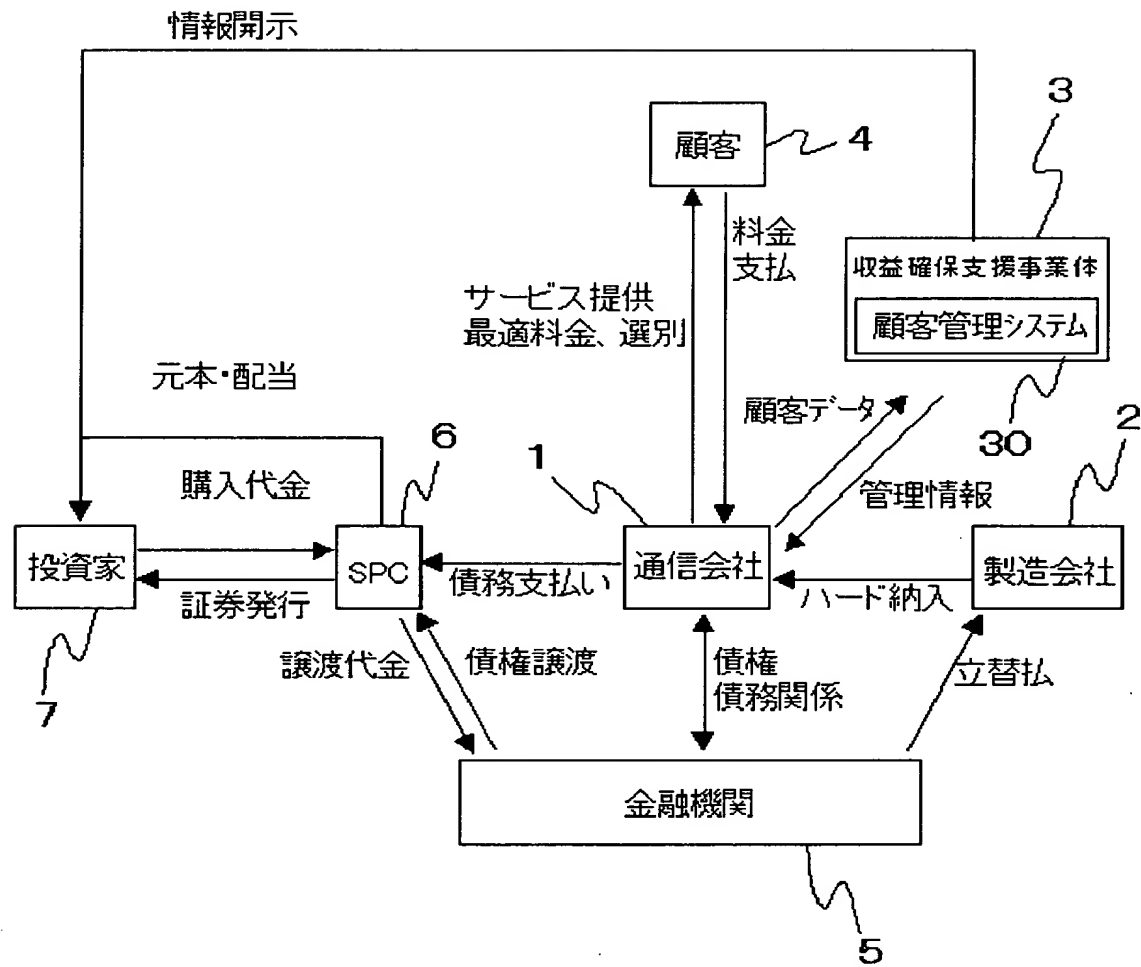 情報開示
3
顧客
4
料金
支払
収益確保支援事業体
顧客管理システム
サービス提供
最適料金、選別
元本・配当
顧客データ
30
2
6
1
購入代金
管理情報
投資家
SPC
債務支払い
通信会社
ハード納入
製造会社
証券発行
譲渡代金
債権譲渡
債権
債務関係
立替払
7
金融機関
5